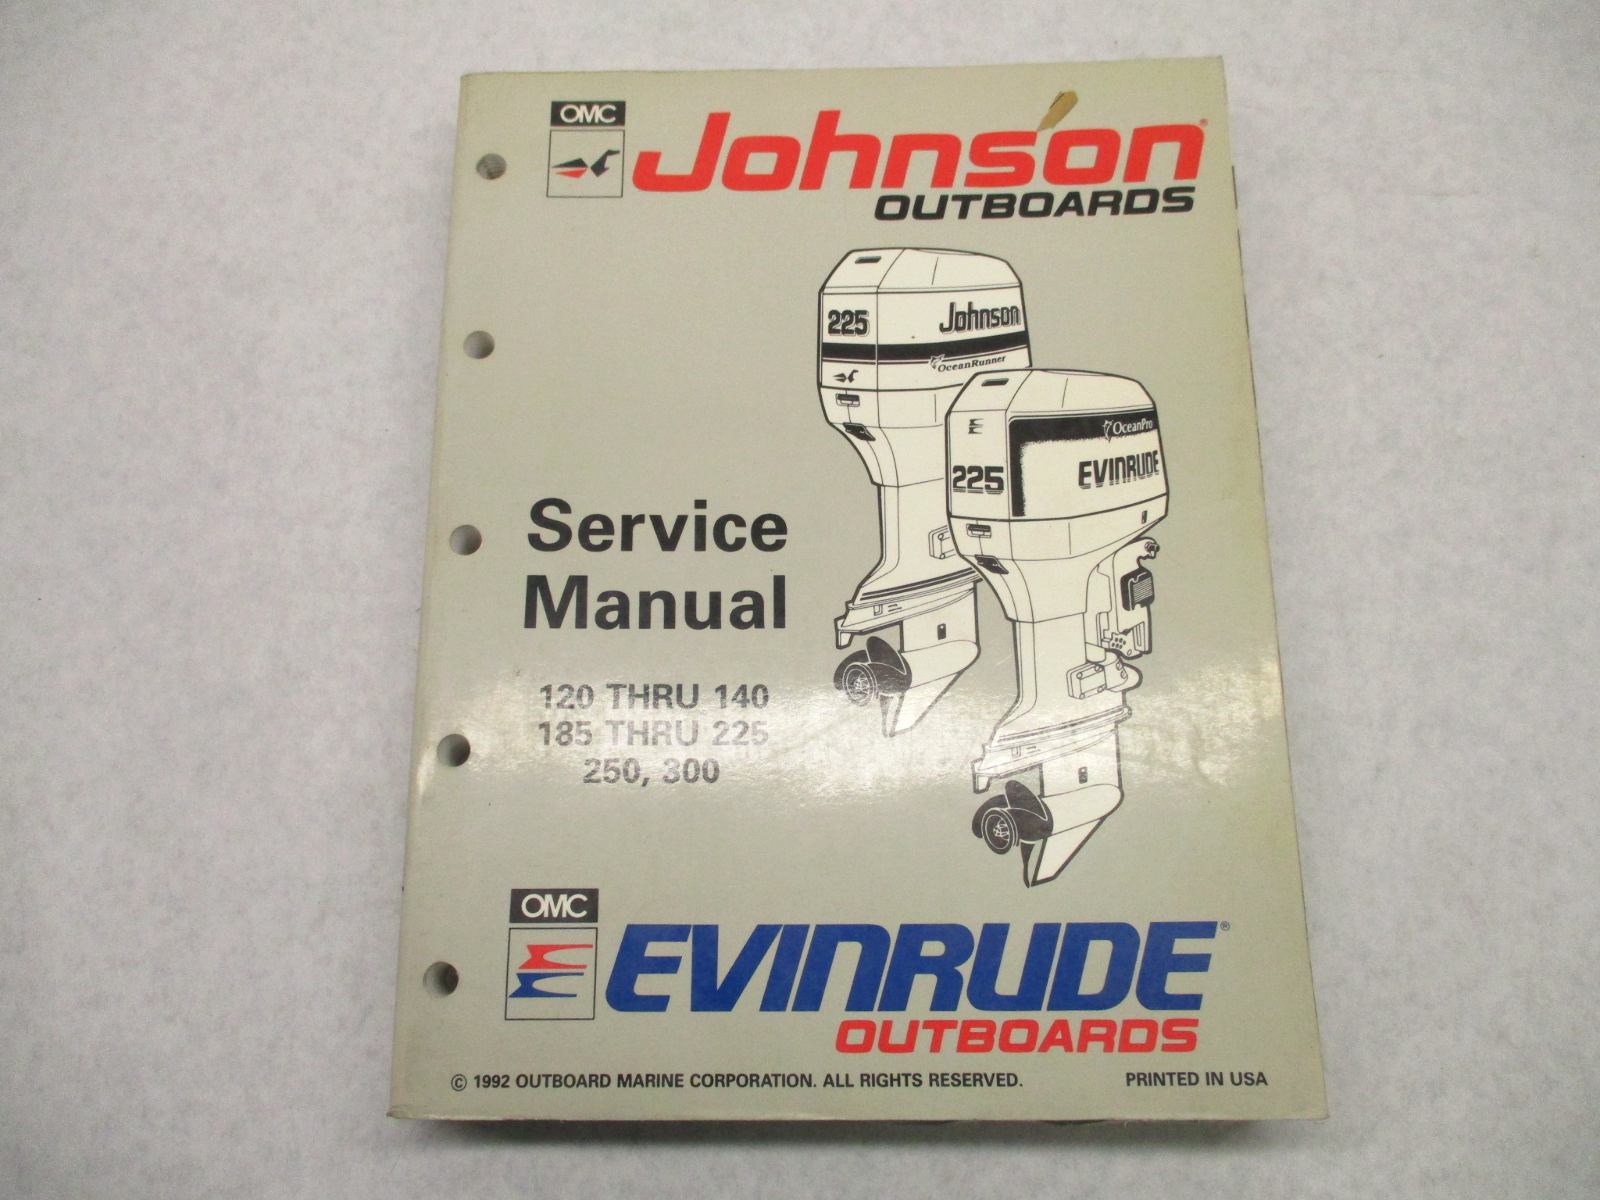 OMC
Johnson®
OUTBOARDS
225 Johnson
OceanRunner
OceanPro
225 EVINRUDE
Service
Manual
120 THRU 140
185 THRU 225
250, 300
OMC
EVINRUDE®
OUTBOARDS
© 1992 OUTBOARD MARINE CORPORATION. ALL RIGHTS RESERVED. PRINTED IN USA